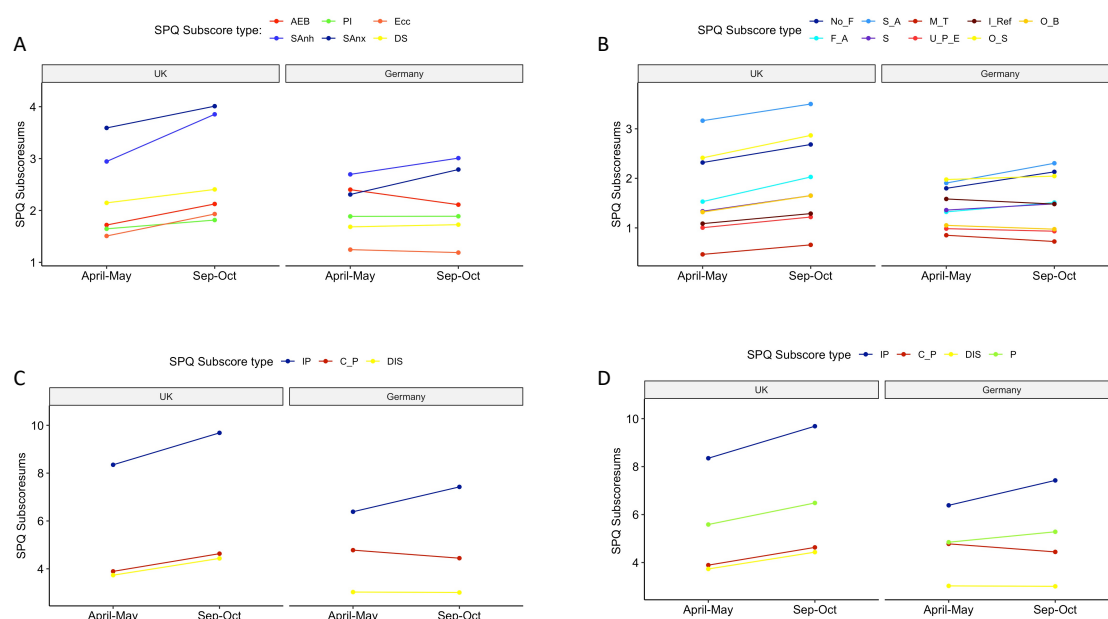 A
SPQ Subscore type: AEB PI Ecc
SAnh SAnx DS
UK Germany
SPQ Subscoresums
4
3
2
1
April-May Sep-Oct April-May Sep-Oct
B
SPQ Subscore type No_F S_A M_T I_Ref O_B
F_A S U_P_E O_S
UK Germany
SPQ Subscoresums
3
2
1
April-May Sep-Oct April-May Sep-Oct
C
SPQ Subscore type IP C_P DIS
UK Germany
SPQ Subscoresums
10
8
6
4
April-May Sep-Oct April-May Sep-Oct
D
SPQ Subscore type IP C_P DIS P
UK Germany
SPQ Subscoresums
10
8
6
4
April-May Sep-Oct April-May Sep-Oct